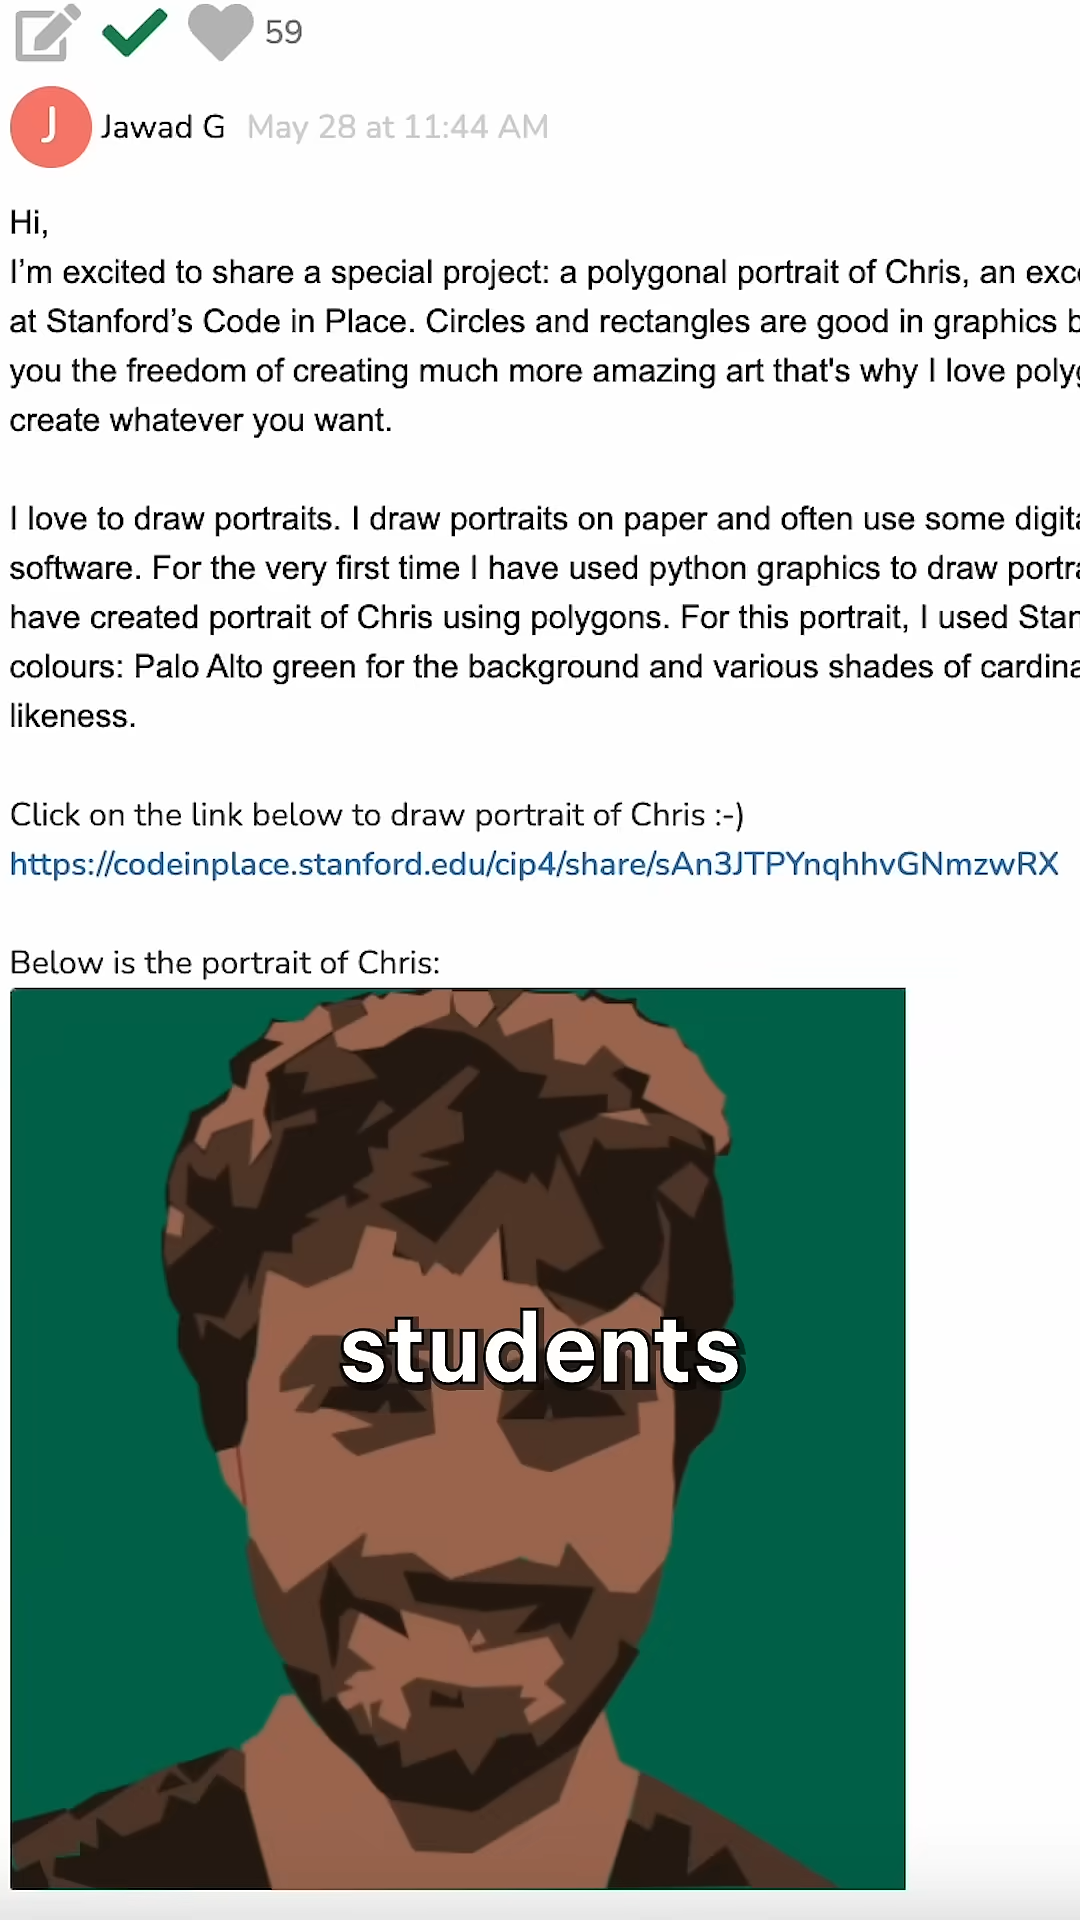 59
J
Jawad G May 28 at 11:44 AM
Hi,
I'm excited to share a special project: a polygonal portrait of Chris, an
at Stanford's Code in Place. Circles and rectangles are good in graphics
you the freedom of creating much more amazing art that's why I love
create whatever you want.
I love to draw portraits. I draw portraits on paper and often use some
software. For the very first time I have used python graphics to draw
have created portrait of Chris using polygons. For this portrait, I used
colours: Palo Alto green for the background and various shades of
likeness.
Click on the link below to draw portrait of Chris :-)
https://codeinplace.stanford.edu/cip4/share/sAn3JTPYnqhhvGNmzwRX
Below is the portrait of Chris:
students